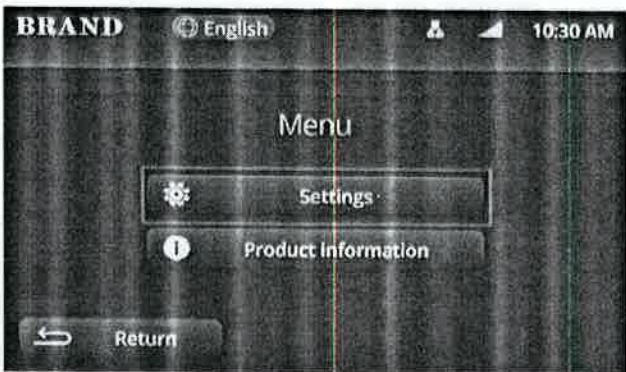 BRAND English 10:30 AM
Menu
Settings
Product information
Return